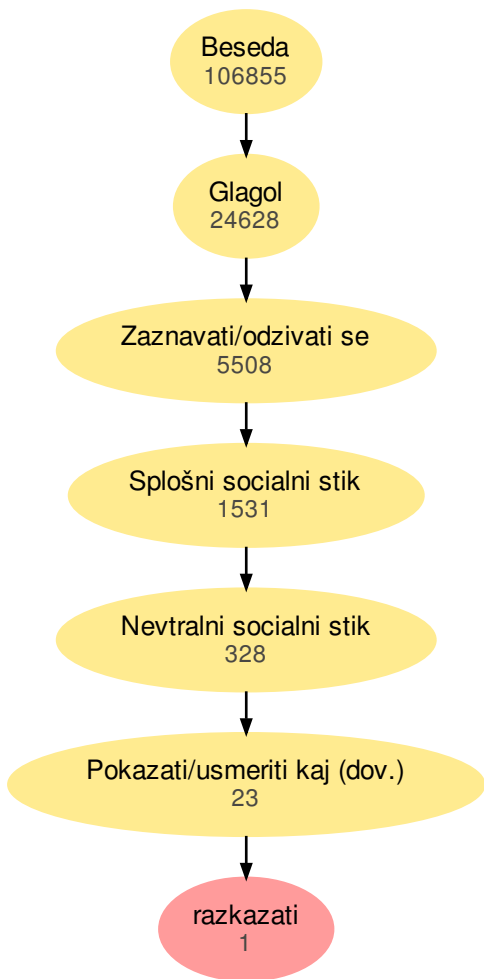 Beseda
106855
Glagol
24628
Zaznavati/odzivati se
5508
Splošni socialni stik
1531
Nevtralni socialni stik
328
Pokazati/usmeriti kaj (dov.)
23
razkazati
1